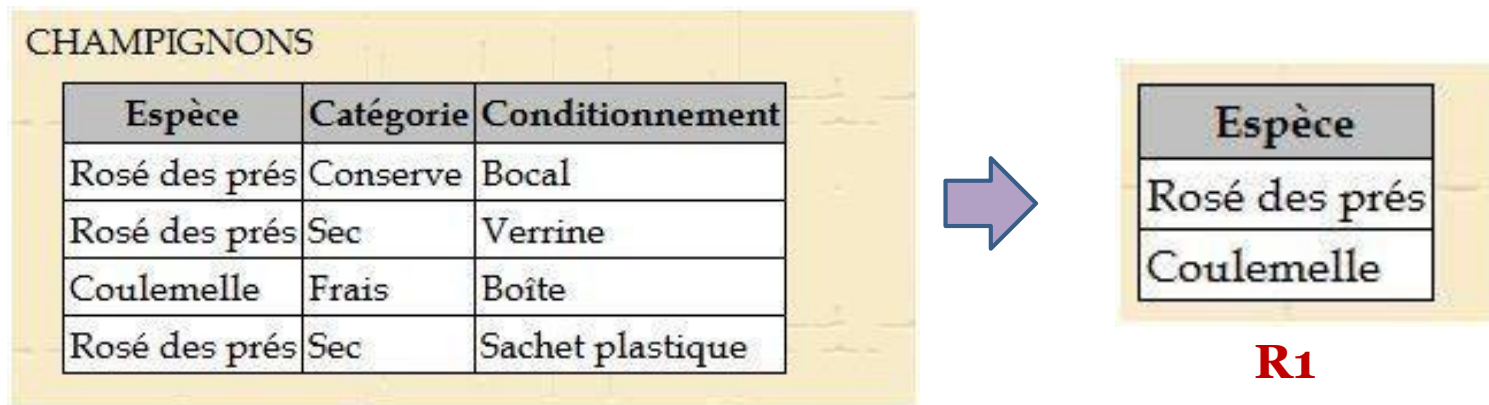 CHAMPIGNONS
Espèce Catégorie Conditionnement
Rosé des prés Conserve Bocal
Rosé des prés Sec Verrine
Coulemelle Frais Boîte
Rosé des prés Sec Sachet plastique
Espèce
Rosé des prés
Coulemelle
R1